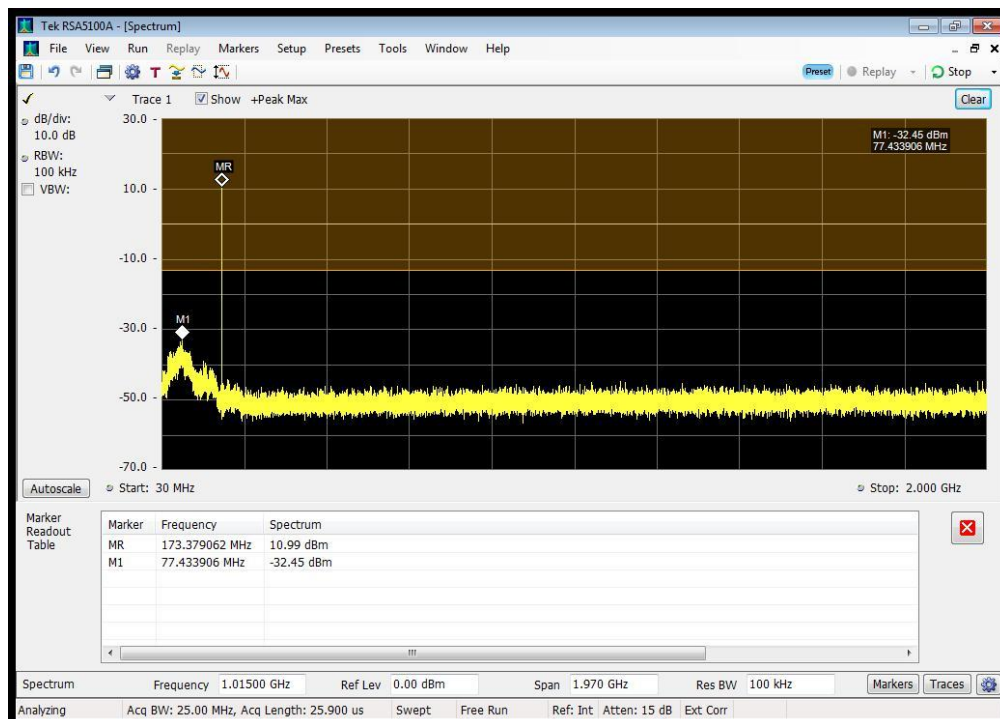 Tek RSA5100A - [Spectrum]
File View Run Replay Markers Setup Presets Tools Window Help
T Preset Replay Stop
Trace 1 Show +Peak Max Clear
dB/div:
10.0 dB
RBW:
100 kHz
VBW:
30.0
10.0
-10.0
-30.0
-50.0
-70.0
M1: -32.45 dBm
77.433906 MHz
MR
M1
Autoscale Start: 30 MHz Stop: 2.000 GHz
Marker
Readout
Table
Marker Frequency Spectrum
MR 173.379062 MHz 10.99 dBm
M1 77.433906 MHz -32.45 dBm
Spectrum Frequency 1.01500 GHz Ref Lev 0.00 dBm Span 1.970 GHz Res BW 100 kHz Markers Traces
Analyzing Acq BW: 25.00 MHz, Acq Length: 25.900 us Swept Free Run Ref: Int Atten: 15 dB Ext Corr